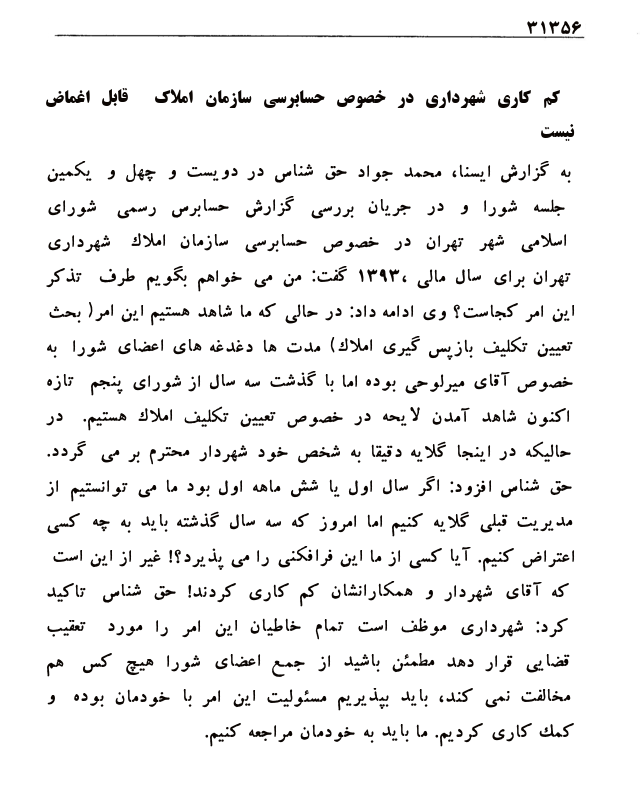 ۳۱۳۵۶
کم کاری شهرداری در خصوص حسابرسی سازمان املاک قابل اغماض
نیست
به گزارش ایسنا، محمد جواد حق شناس در دویست و چهل و یکمین
جلسه شورا و در جریان بررسی گزارش حسابرس رسمی شورای
اسلامی شهر تهران در خصوص حسابرسی سازمان املاک شهرداری
تهران برای سال مالی ۱۳۹۳، گفت: من می خواهم بگویم طرف تذکر
این امر کجاست؟ وی ادامه داد: در حالی که ما شاهد هستیم این امر( بحث
تعیین تکلیف بازپس گیری املاک) مدت ها دغدغه های اعضای شورا به
خصوص آقای میرلوحی بوده اما با گذشت سه سال از شورای پنجم تازه
اکنون شاهد آمدن لایحه در خصوص تعیین تکلیف املاک هستیم. در
حالیکه در اینجا گلایه دقیقا به شخص خود شهردار محترم بر می گردد.
حق شناس افزود: اگر سال اول یا شش ماهه اول بود ما می توانستیم از
مدیریت قبلی گلایه کنیم اما امروز که سه سال گذشته باید به چه کسی
اعتراض کنیم. آیا کسی از ما این فرافکنی را می پذیرد؟! غیر از این است
که آقای شهردار و همکارانشان کم کاری کردند! حق شناس تاکید
کرد: شهرداری موظف است تمام خاطیان این امر را مورد تعقیب
قضایی قرار دهد مطمئن باشید از جمع اعضای شورا هیچ کس هم
مخالفت نمی کند، باید بپذیریم مسئولیت این امر با خودمان بوده و
کمک کاری کردیم. ما باید به خودمان مراجعه کنیم.